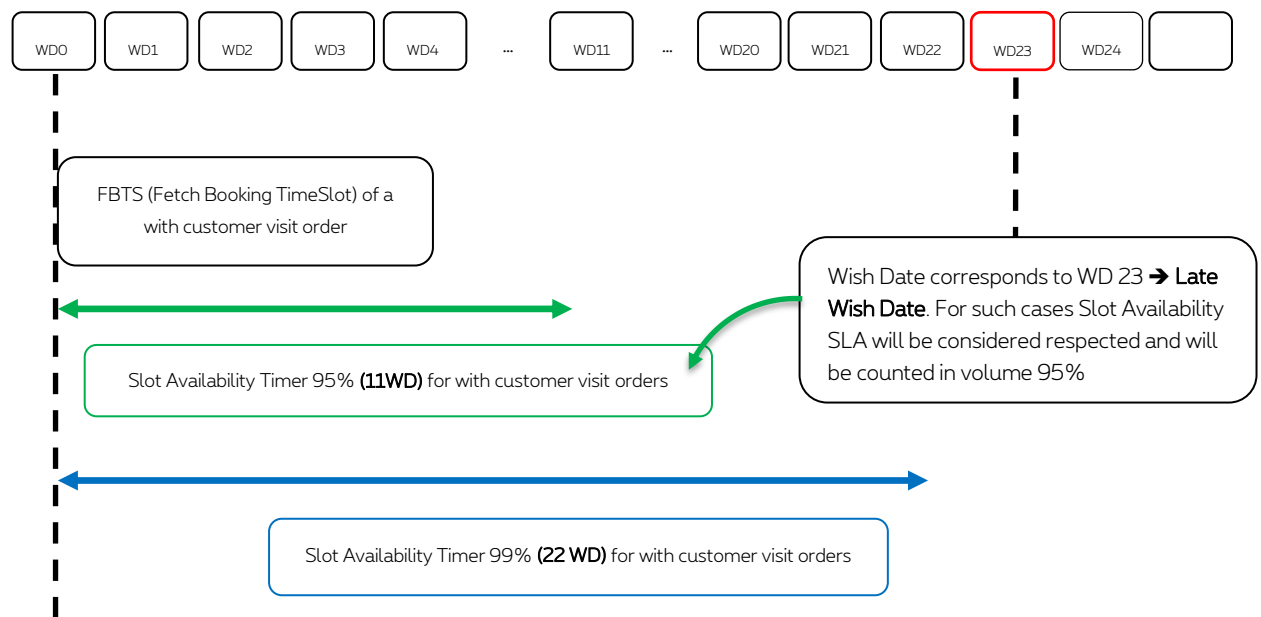 WD0 WD1 WD2 WD3 WD4 ... WD11 ... WD20 WD21 WD22 WD23 WD24
FBTS (Fetch Booking TimeSlot) of a
with customer visit order
Wish Date corresponds to WD 23 ➔ Late
Wish Date. For such cases Slot Availability
SLA will be considered respected and will
be counted in volume 95%
Slot Availability Timer 95% (11WD) for with customer visit orders
Slot Availability Timer 99% (22 WD) for with customer visit orders